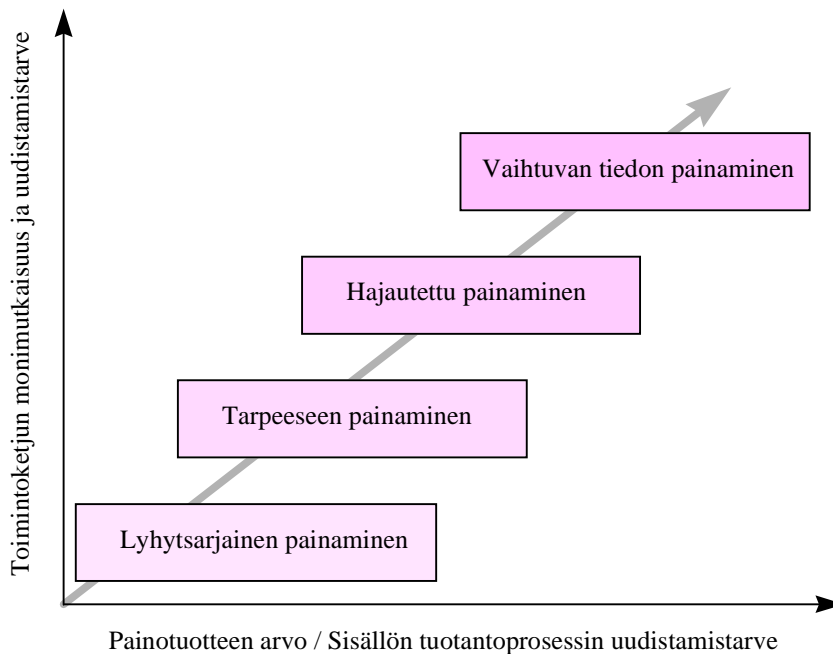 Toimintoketjun monimutkaisuus ja uudistamistarve
Vaihtuvan tiedon painaminen
Hajautettu painaminen
Tarpeeseen painaminen
Lyhytsarjainen painaminen
Painotuotteen arvo / Sisällön tuotantoprosessin uudistamistarve